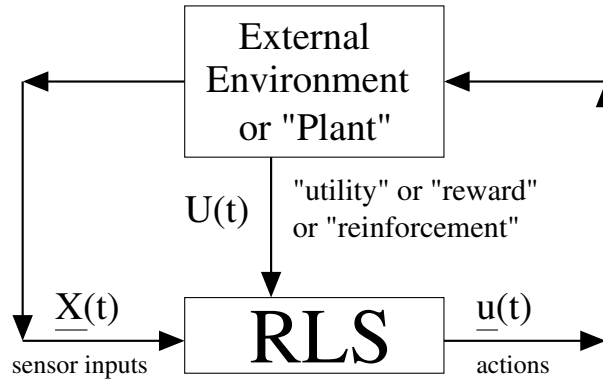 External
Environment
or "Plant"
"utility" or "reward"
U(t)
or "reinforcement"
X(t)
RLS
u(t)
sensor inputs
actions